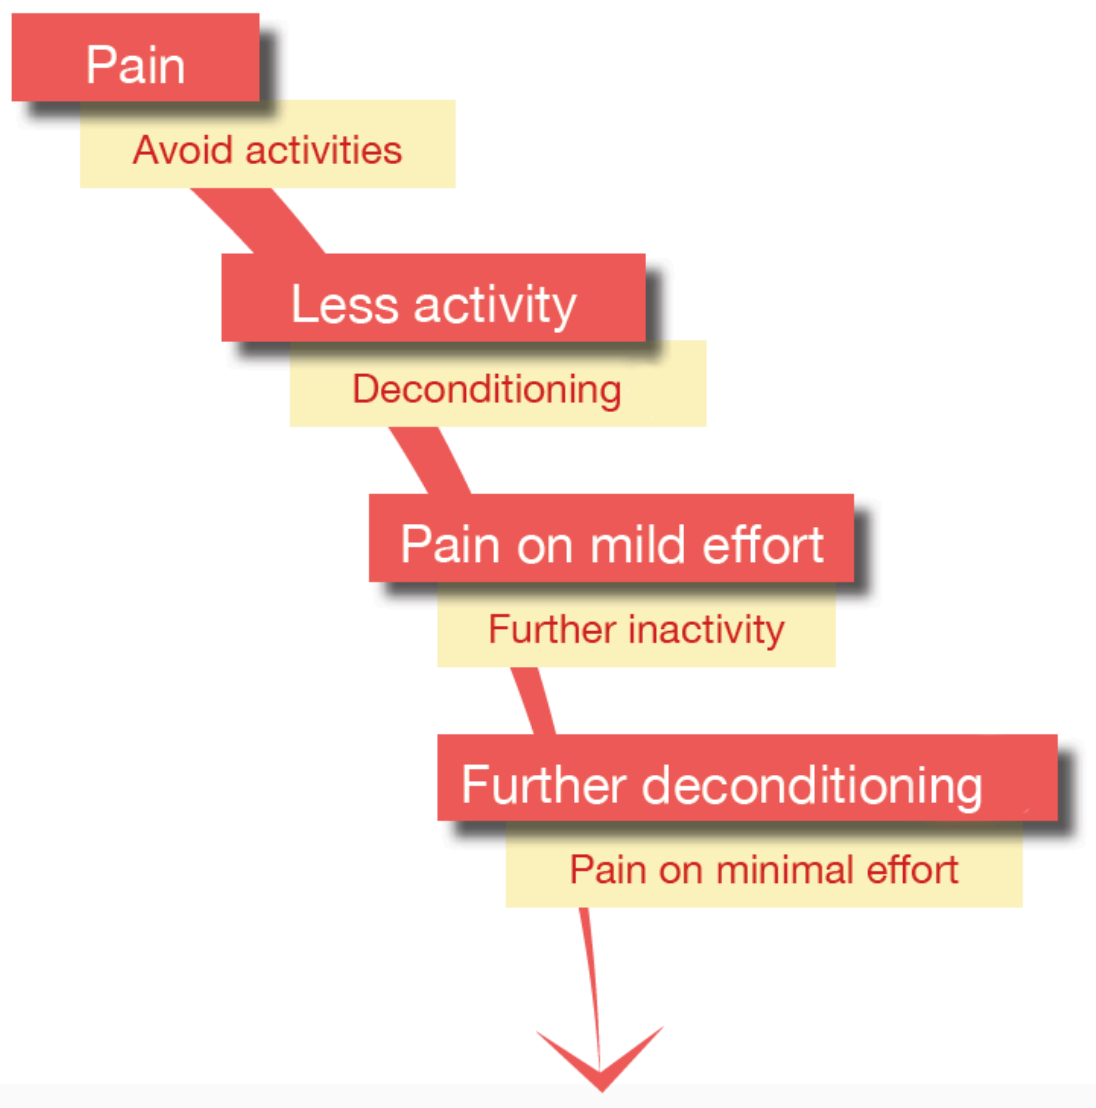 Pain
Avoid activities
Less activity
Deconditioning
Pain on mild effort
Further inactivity
Further deconditioning
Pain on minimal effort